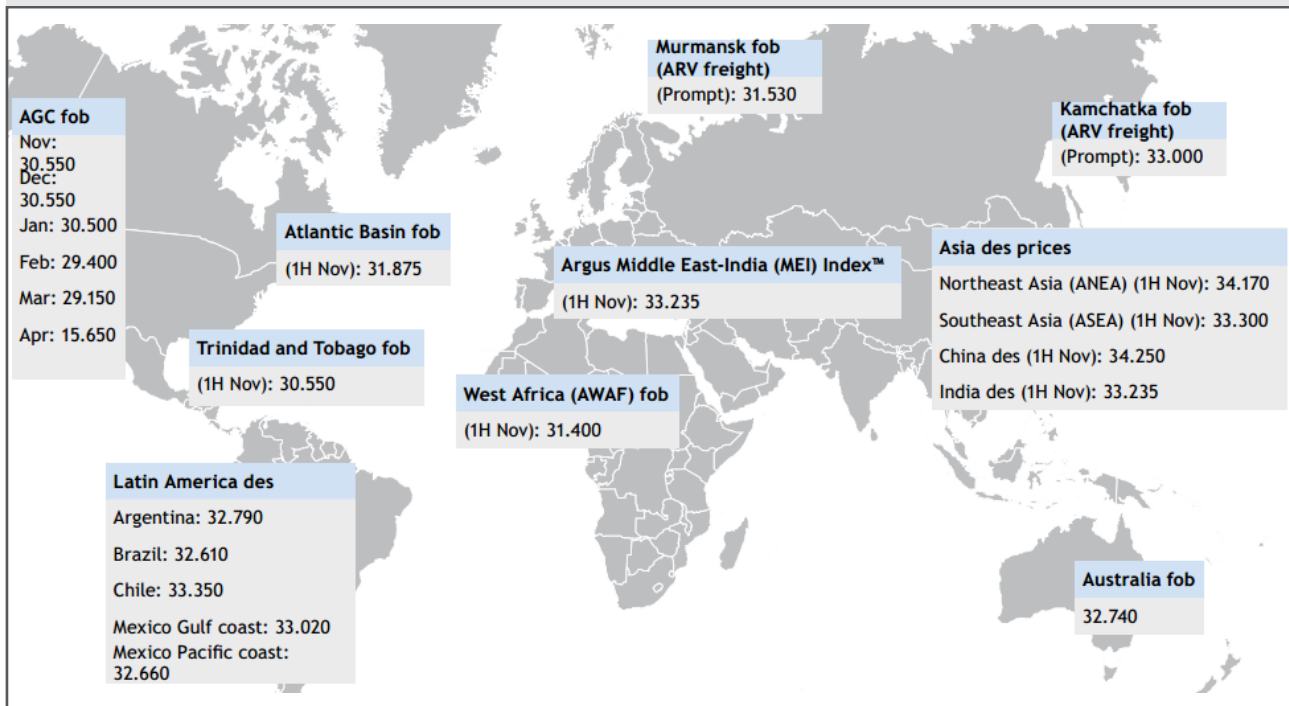 Murmansk fob
(ARV freight)
(Prompt): 31.530
Kamchatka fob
(ARV freight)
(Prompt): 33.000
AGC fob
Nov:
30.550
Dec:
30.550
Jan: 30.500
Feb: 29.400
Mar: 29.150
Apr: 15.650
Atlantic Basin fob
(1H Nov): 31.875
Argus Middle East-India (MEI) Index™
(1H Nov): 33.235
Asia des prices
Northeast Asia (ANEA) (1H Nov): 34.170
Southeast Asia (ASEA) (1H Nov): 33.300
China des (1H Nov): 34.250
India des (1H Nov): 33.235
Trinidad and Tobago fob
(1H Nov): 30.550
West Africa (AWAF) fob
(1H Nov): 31.400
Latin America des
Argentina: 32.790
Brazil: 32.610
Chile: 33.350
Mexico Gulf coast: 33.020
Mexico Pacific coast:
32.660
Australia fob
32.740